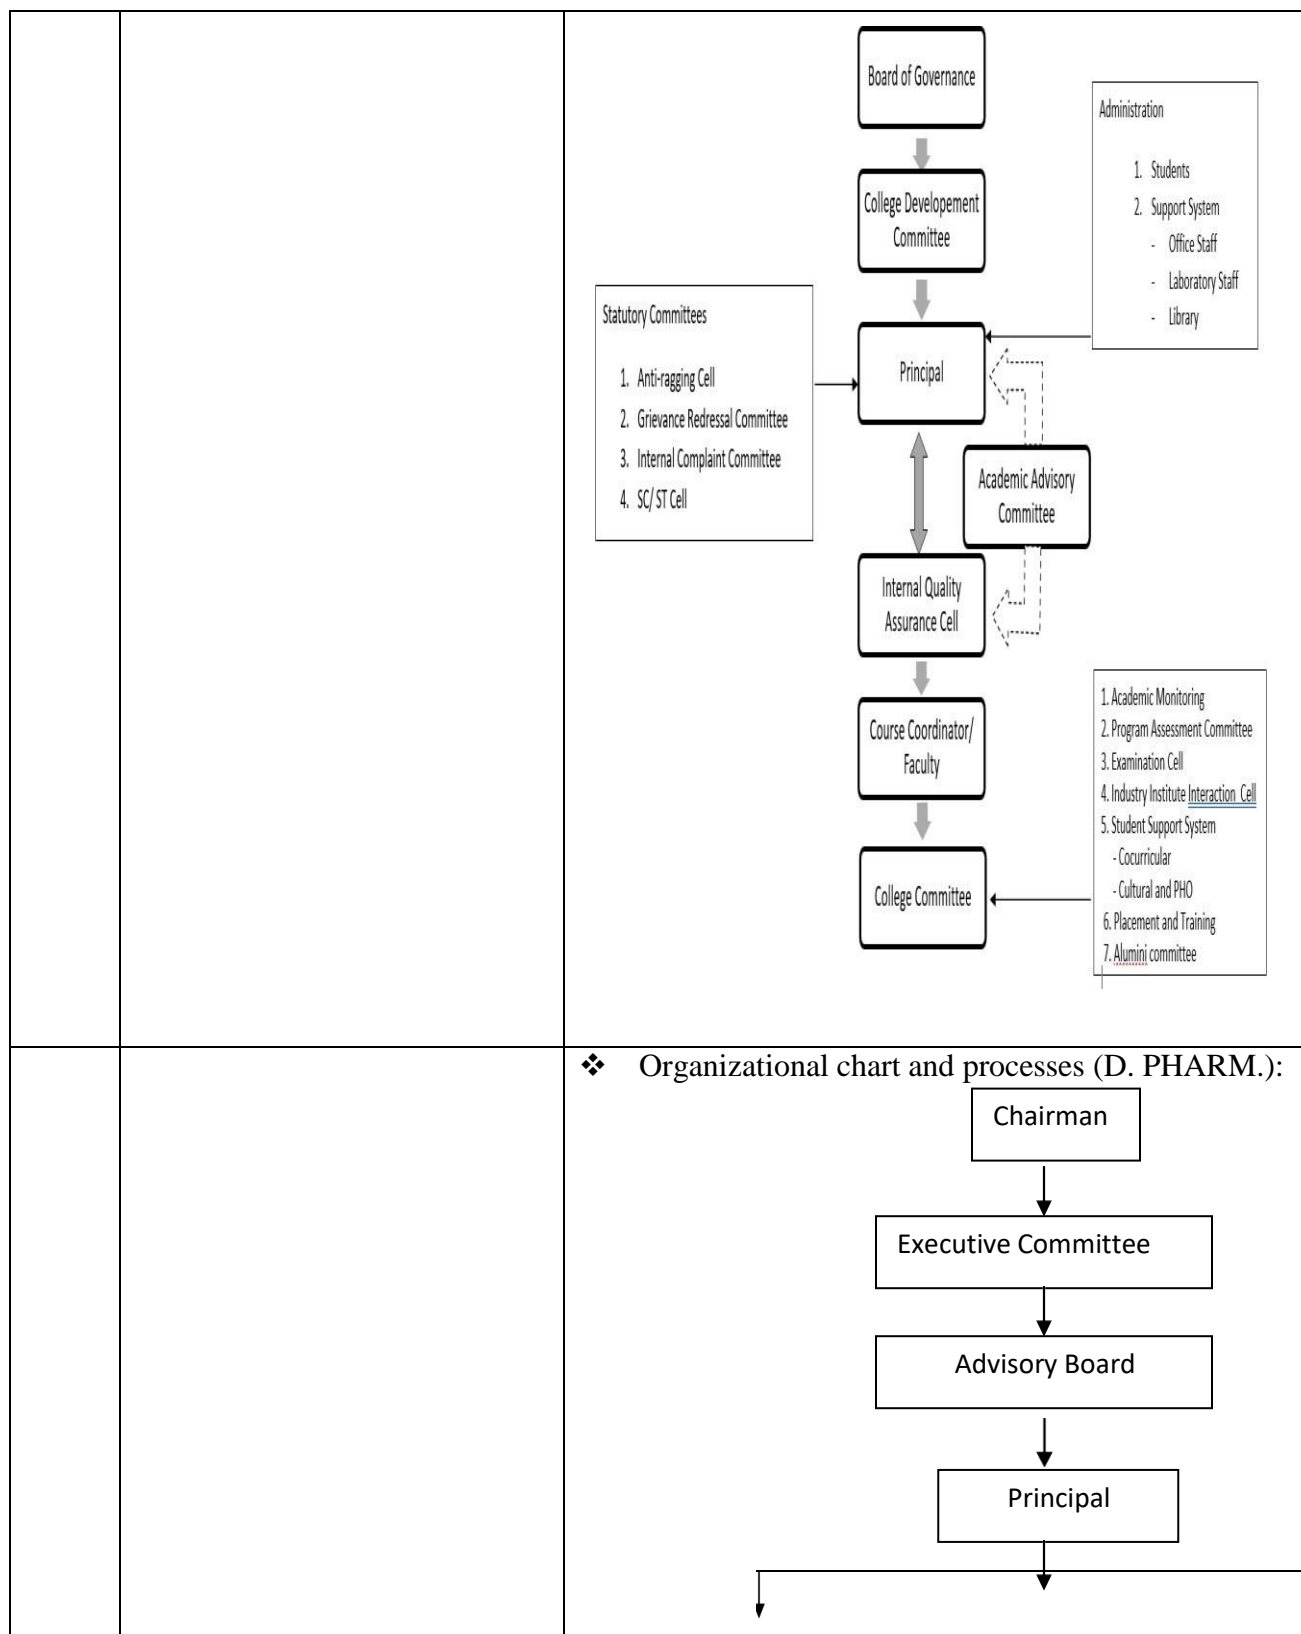 Board of Governance
Administration
1. Students
2. Support System
- Office Staff
- Laboratory Staff
- Library
College Developement
Committee
Statutory Committees
1. Anti-ragging Cell
2. Grievance Redressal Committee
3. Internal Complaint Committee
4. SC/ ST Cell
Principal
Academic Advisory
Committee
Internal Quality
Assurance Cell
Course Coordinator/
Faculty
College Committee
1. Academic Monitoring
2. Program Assessment Committee
3. Examination Cell
4. Industry Institute Interaction Cell
5. Student Support System
- Cocurricular
- Cultural and PHO
6. Placement and Training
7. Alumini committee
❖ Organizational chart and processes (D. PHARM.):
Chairman
Executive Committee
Advisory Board
Principal